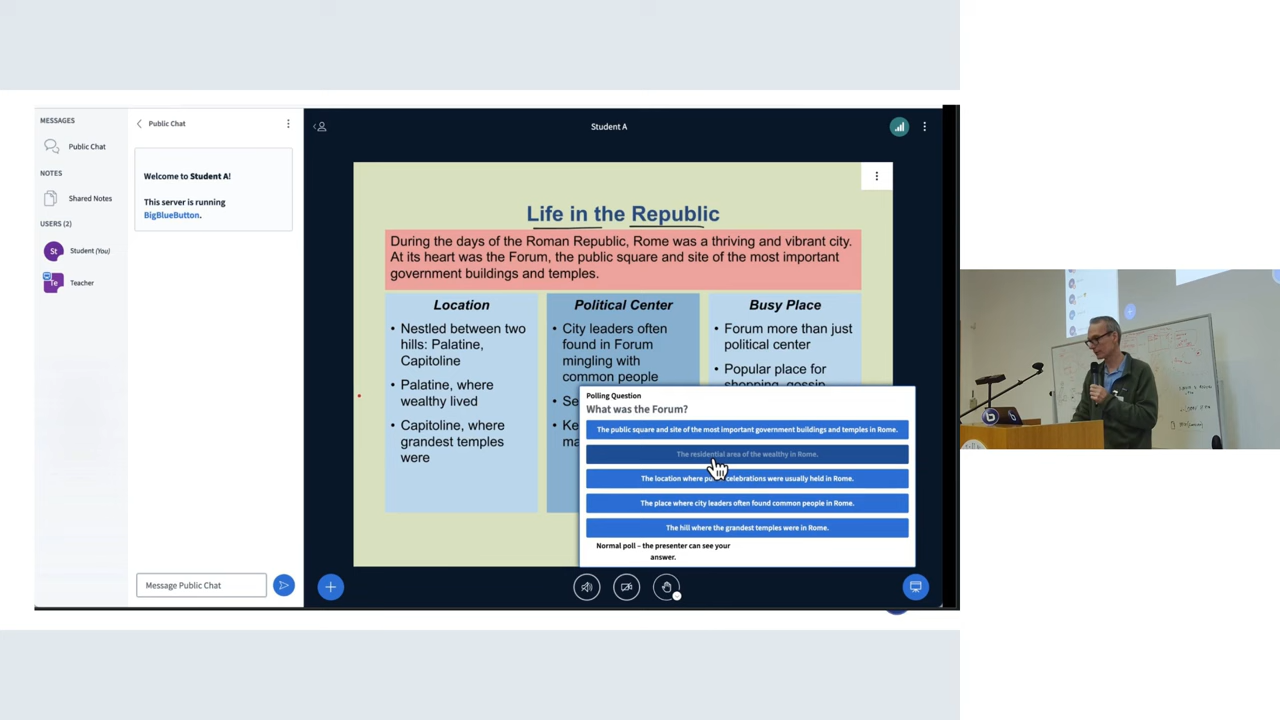 MESSAGES
Public Chat
NOTES
Shared Notes
USERS (2)
St
Student (You)
Te
Teacher
Public Chat
Welcome to Student A!
This server is running
BigBlueButton.
Message Public Chat
Student A
Life in the Republic
During the days of the Roman Republic, Rome was a thriving and vibrant city.
At its heart was the Forum, the public square and site of the most important
government buildings and temples.
Location
• Nestled between two
hills: Palatine,
Capitoline
• Palatine, where
wealthy lived
• Capitoline, where
grandest temples
were
Political Center
• City leaders often
found in Forum
mingling with
common people
• Se
• Ke
ma
Busy Place
• Forum more than just
political center
• Popular place for
shopping, gossip
Polling Question
What was the Forum?
The public square and site of the most important government buildings and temples in Rome.
The residential area of the wealthy in Rome.
The location where pu celebrations were usually held in Rome.
The place where city leaders often found common people in Rome.
The hill where the grandest temples were in Rome.
Normal poll – the presenter can see your
answer.